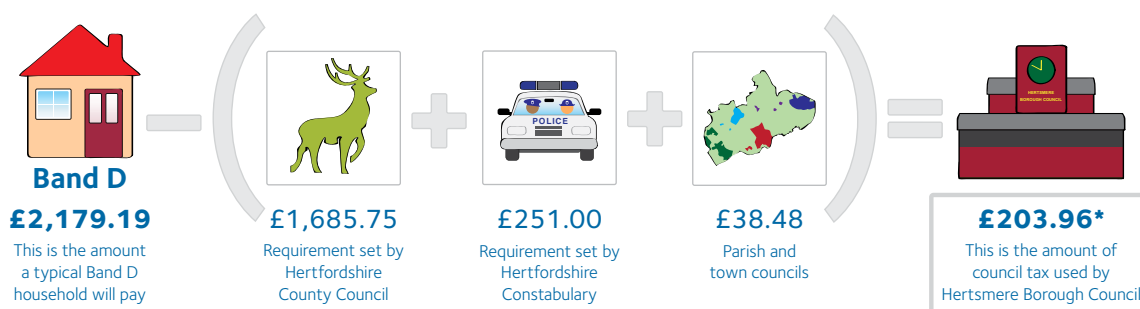 POLICE
HERTSMERE
BOROUGH COUNCIL
Band D
£2,179.19
This is the amount
a typical Band D
household will pay
£1,685.75
Requirement set by
Hertfordshire
County Council
£251.00
Requirement set by
Hertfordshire
Constabulary
£38.48
Parish and
town councils
£203.96*
This is the amount of
council tax used by
Hertsmere Borough Council